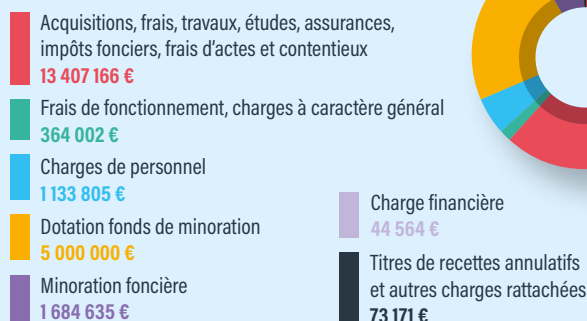 Acquisitions, frais, travaux, études, assurances,
impôts fonciers, frais d'actes et contentieux
13 407 166 €
Frais de fonctionnement, charges à caractère général
364 002 €
Charges de personnel
1 133 805 €
Dotation fonds de minoration
5 000 000 €
Minoration foncière
1 684 635 €
Charge financière
44 564 €
Titres de recettes annulatifs
et autres charges rattachées
73 171 €